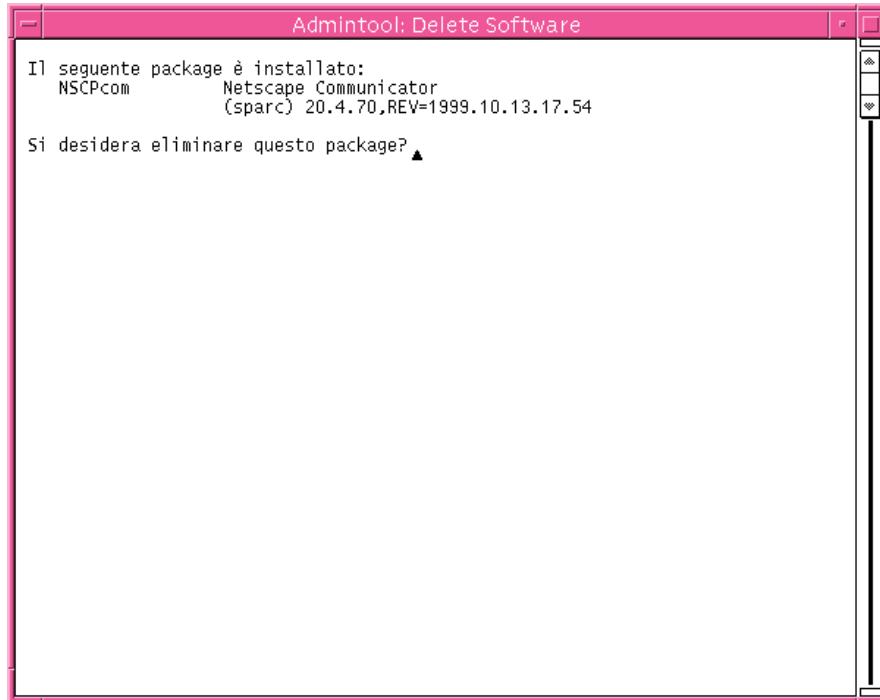 Admintool: Delete Software
Il seguente package è installato:
NSCPcom Netscape Communicator
(sparc) 20.4.70,REV=1999.10.13.17.54
Si desidera eliminare questo package?